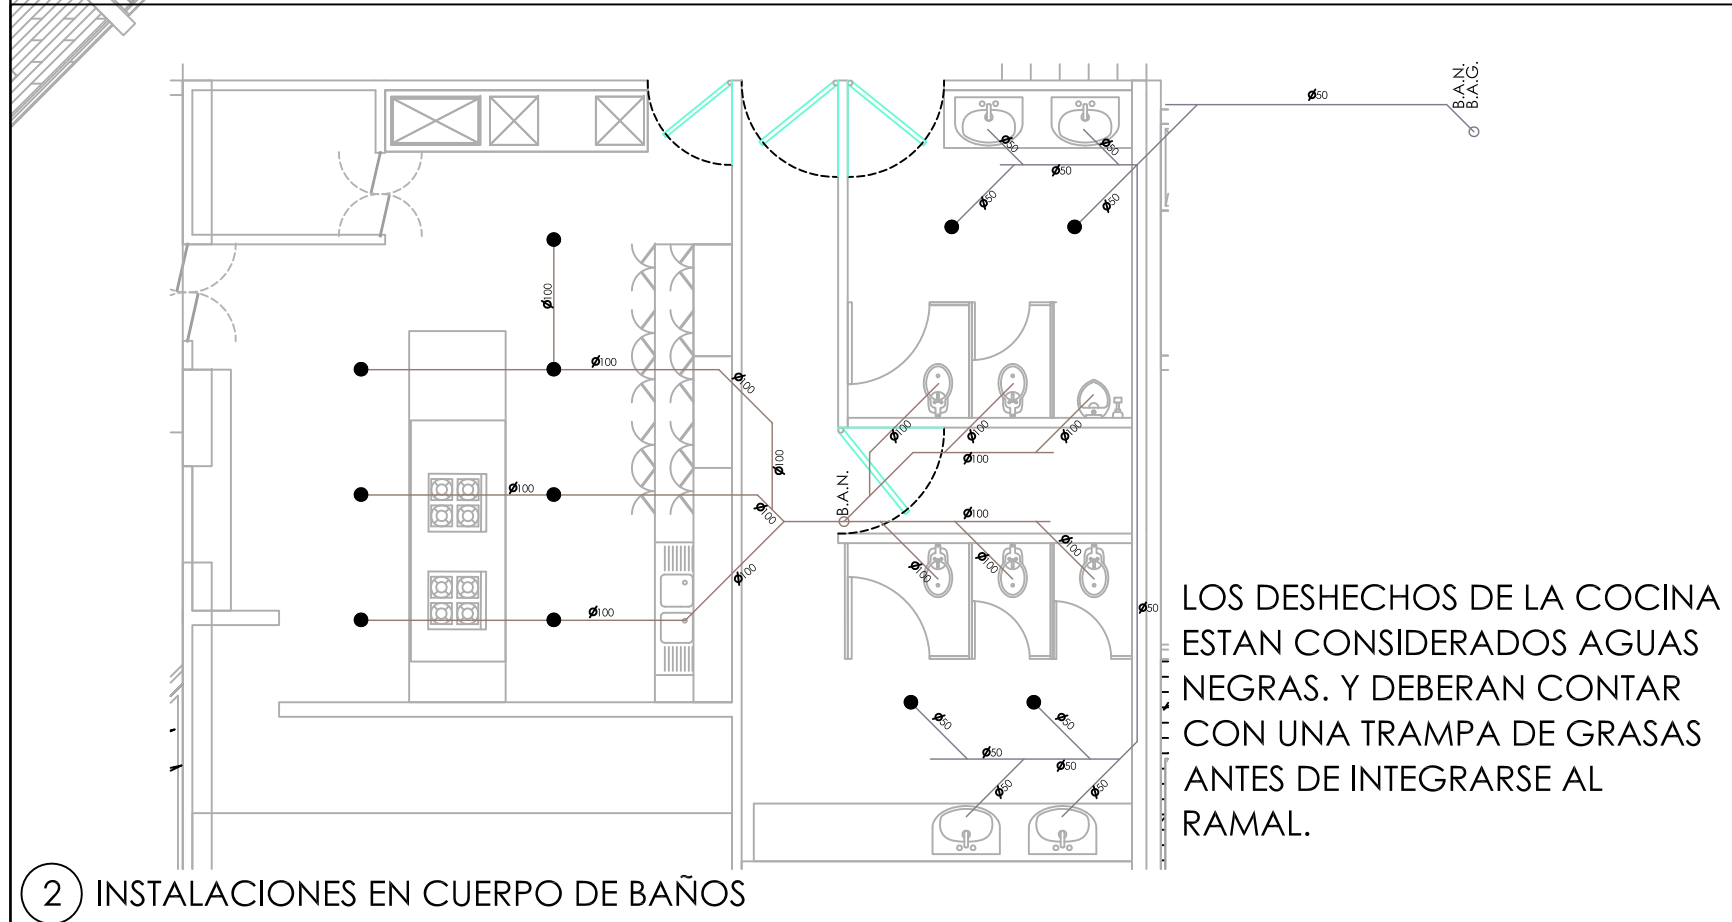 B.A.N.
B.A.G.
Ø50
Ø50
Ø50
Ø50
Ø50
Ø50
Ø100
Ø100
Ø100
Ø100
Ø100
Ø100
Ø100
Ø100
Ø100
B.A.N.
Ø100
Ø100
Ø100
Ø100
Ø100
Ø100
Ø100
Ø100
Ø50
Ø50
Ø50
Ø50
Ø50
Ø50
Ø50
LOS DESHECHOS DE LA COCINA
ESTAN CONSIDERADOS AGUAS
NEGRAS. Y DEBERAN CONTAR
CON UNA TRAMPA DE GRASAS
ANTES DE INTEGRARSE AL
RAMAL.
2 INSTALACIONES EN CUERPO DE BAÑOS